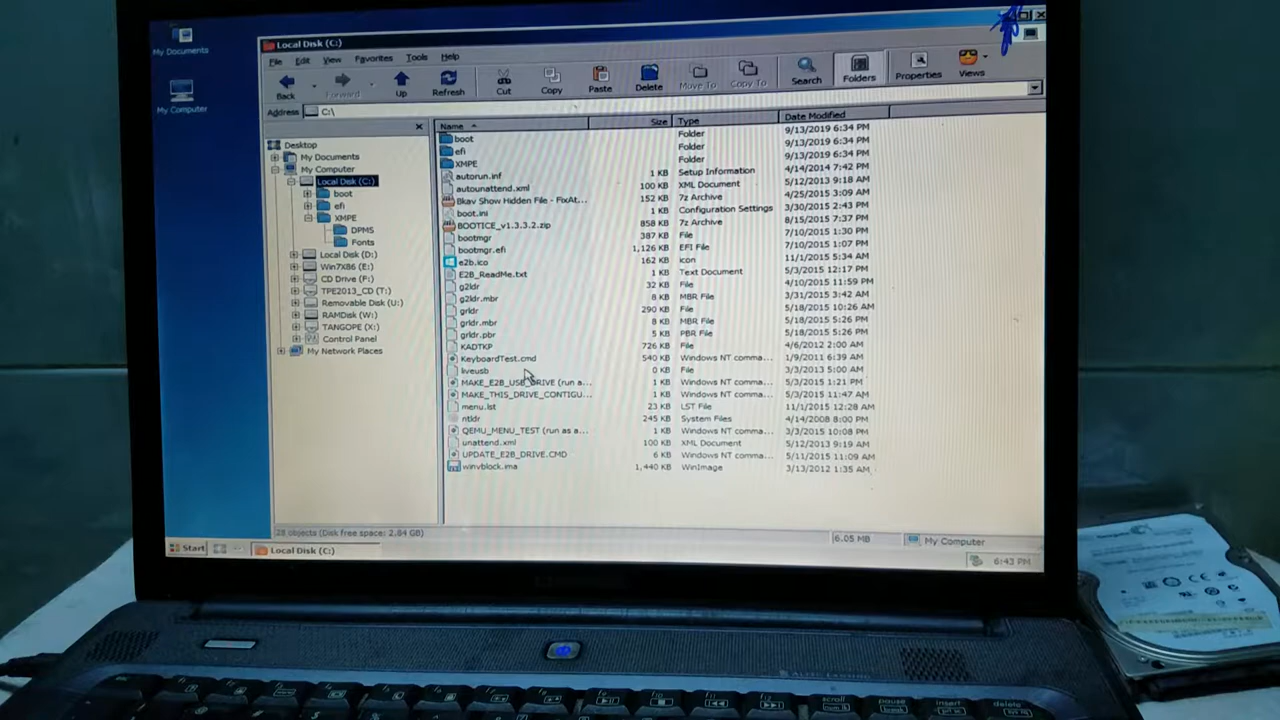 My Documents
My Computer
Local Disk (C:)
File Edit View Favorites Tools Help
Back Forward Up Refresh Cut Copy Paste Delete Move To Copy To Search Folders Properties Views
Address C:\
Desktop
My Documents
My Computer
Local Disk (C:)
boot
efi
XMPE
DPMS
Fonts
Local Disk (D:)
Win7X86 (E:)
CD Drive (F:)
TPE2013_CD (T:)
Removable Disk (U:)
RAMDisk (W:)
TANGOPE (X:)
Control Panel
My Network Places
Name Size Type Date Modified
boot Folder 9/13/2019 6:34 PM
efi Folder 9/13/2019 6:34 PM
XMPE Folder 9/13/2019 6:34 PM
autorun.inf 1 KB Setup Information 4/14/2014 7:42 PM
autounattend.xml 100 KB XML Document 5/12/2013 9:18 AM
Bkav Show Hidden File - FixAt... 152 KB 7z Archive 4/25/2015 3:09 AM
boot.ini 1 KB Configuration Settings 3/30/2015 2:43 PM
BOOTICE_v1.3.3.2.zip 858 KB 7z Archive 8/15/2015 7:37 PM
bootmgr 387 KB File 7/10/2015 1:30 PM
bootmgr.efi 1,126 KB EFI File 7/10/2015 1:07 PM
e2b.ico 162 KB icon 11/1/2015 5:34 AM
E2B_ReadMe.txt 1 KB Text Document 5/3/2015 12:17 PM
g2ldr 32 KB File 4/10/2015 11:59 PM
g2ldr.mbr 8 KB MBR File 3/31/2015 3:42 AM
grldr 290 KB File 5/18/2015 10:26 AM
grldr.mbr 8 KB MBR File 5/18/2015 5:26 PM
grldr.pbr 5 KB PBR File 5/18/2015 5:26 PM
KADTKP 726 KB File 4/6/2012 2:00 AM
KeyboardTest.cmd 540 KB Windows NT comma... 1/9/2011 6:39 AM
liveusb 0 KB File 3/3/2013 5:00 AM
MAKE_E2B_USB_DRIVE (run a... 1 KB Windows NT comma... 5/3/2015 1:21 PM
MAKE_THIS_DRIVE_CONTIGU... 1 KB Windows NT comma... 5/3/2015 11:47 AM
menu.lst 23 KB LST File 11/1/2015 12:28 AM
ntldr 245 KB System Files 4/14/2008 8:00 PM
QEMU_MENU_TEST (run as a... 1 KB Windows NT comma... 3/3/2015 10:08 PM
unattend.xml 100 KB XML Document 5/12/2013 9:19 AM
UPDATE_E2B_DRIVE.CMD 6 KB Windows NT comma... 5/11/2015 11:09 AM
winvblock.ima 1,440 KB WinImage 3/13/2012 1:35 AM
28 objects (Disk free space: 2.84 GB) 6.05 MB My Computer
Start Local Disk (C:) 6:43 PM
scroll
pause
break
insert
delete